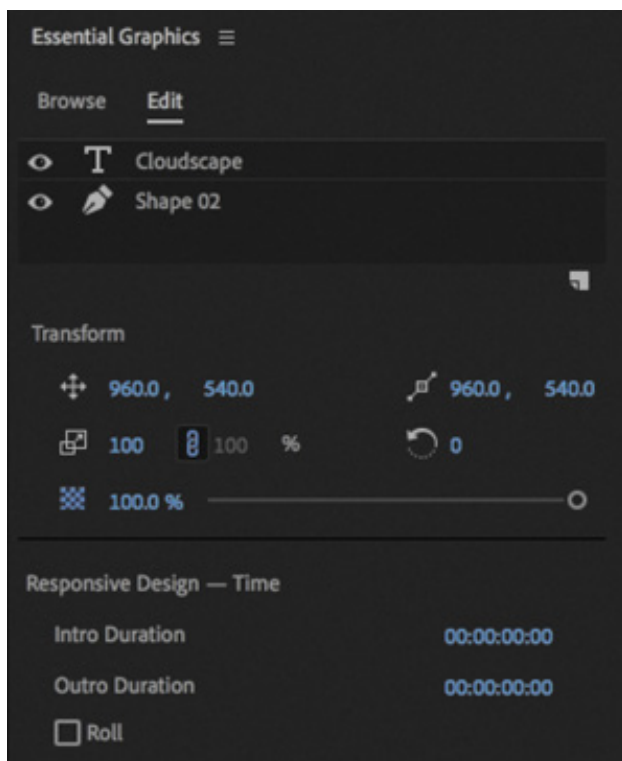 Essential Graphics
Browse Edit
T Cloudscape
Shape 02
Transform
960.0 , 540.0 960.0 , 540.0
100 100 % 0
100.0 %
Responsive Design — Time
Intro Duration 00:00:00:00
Outro Duration 00:00:00:00
Roll